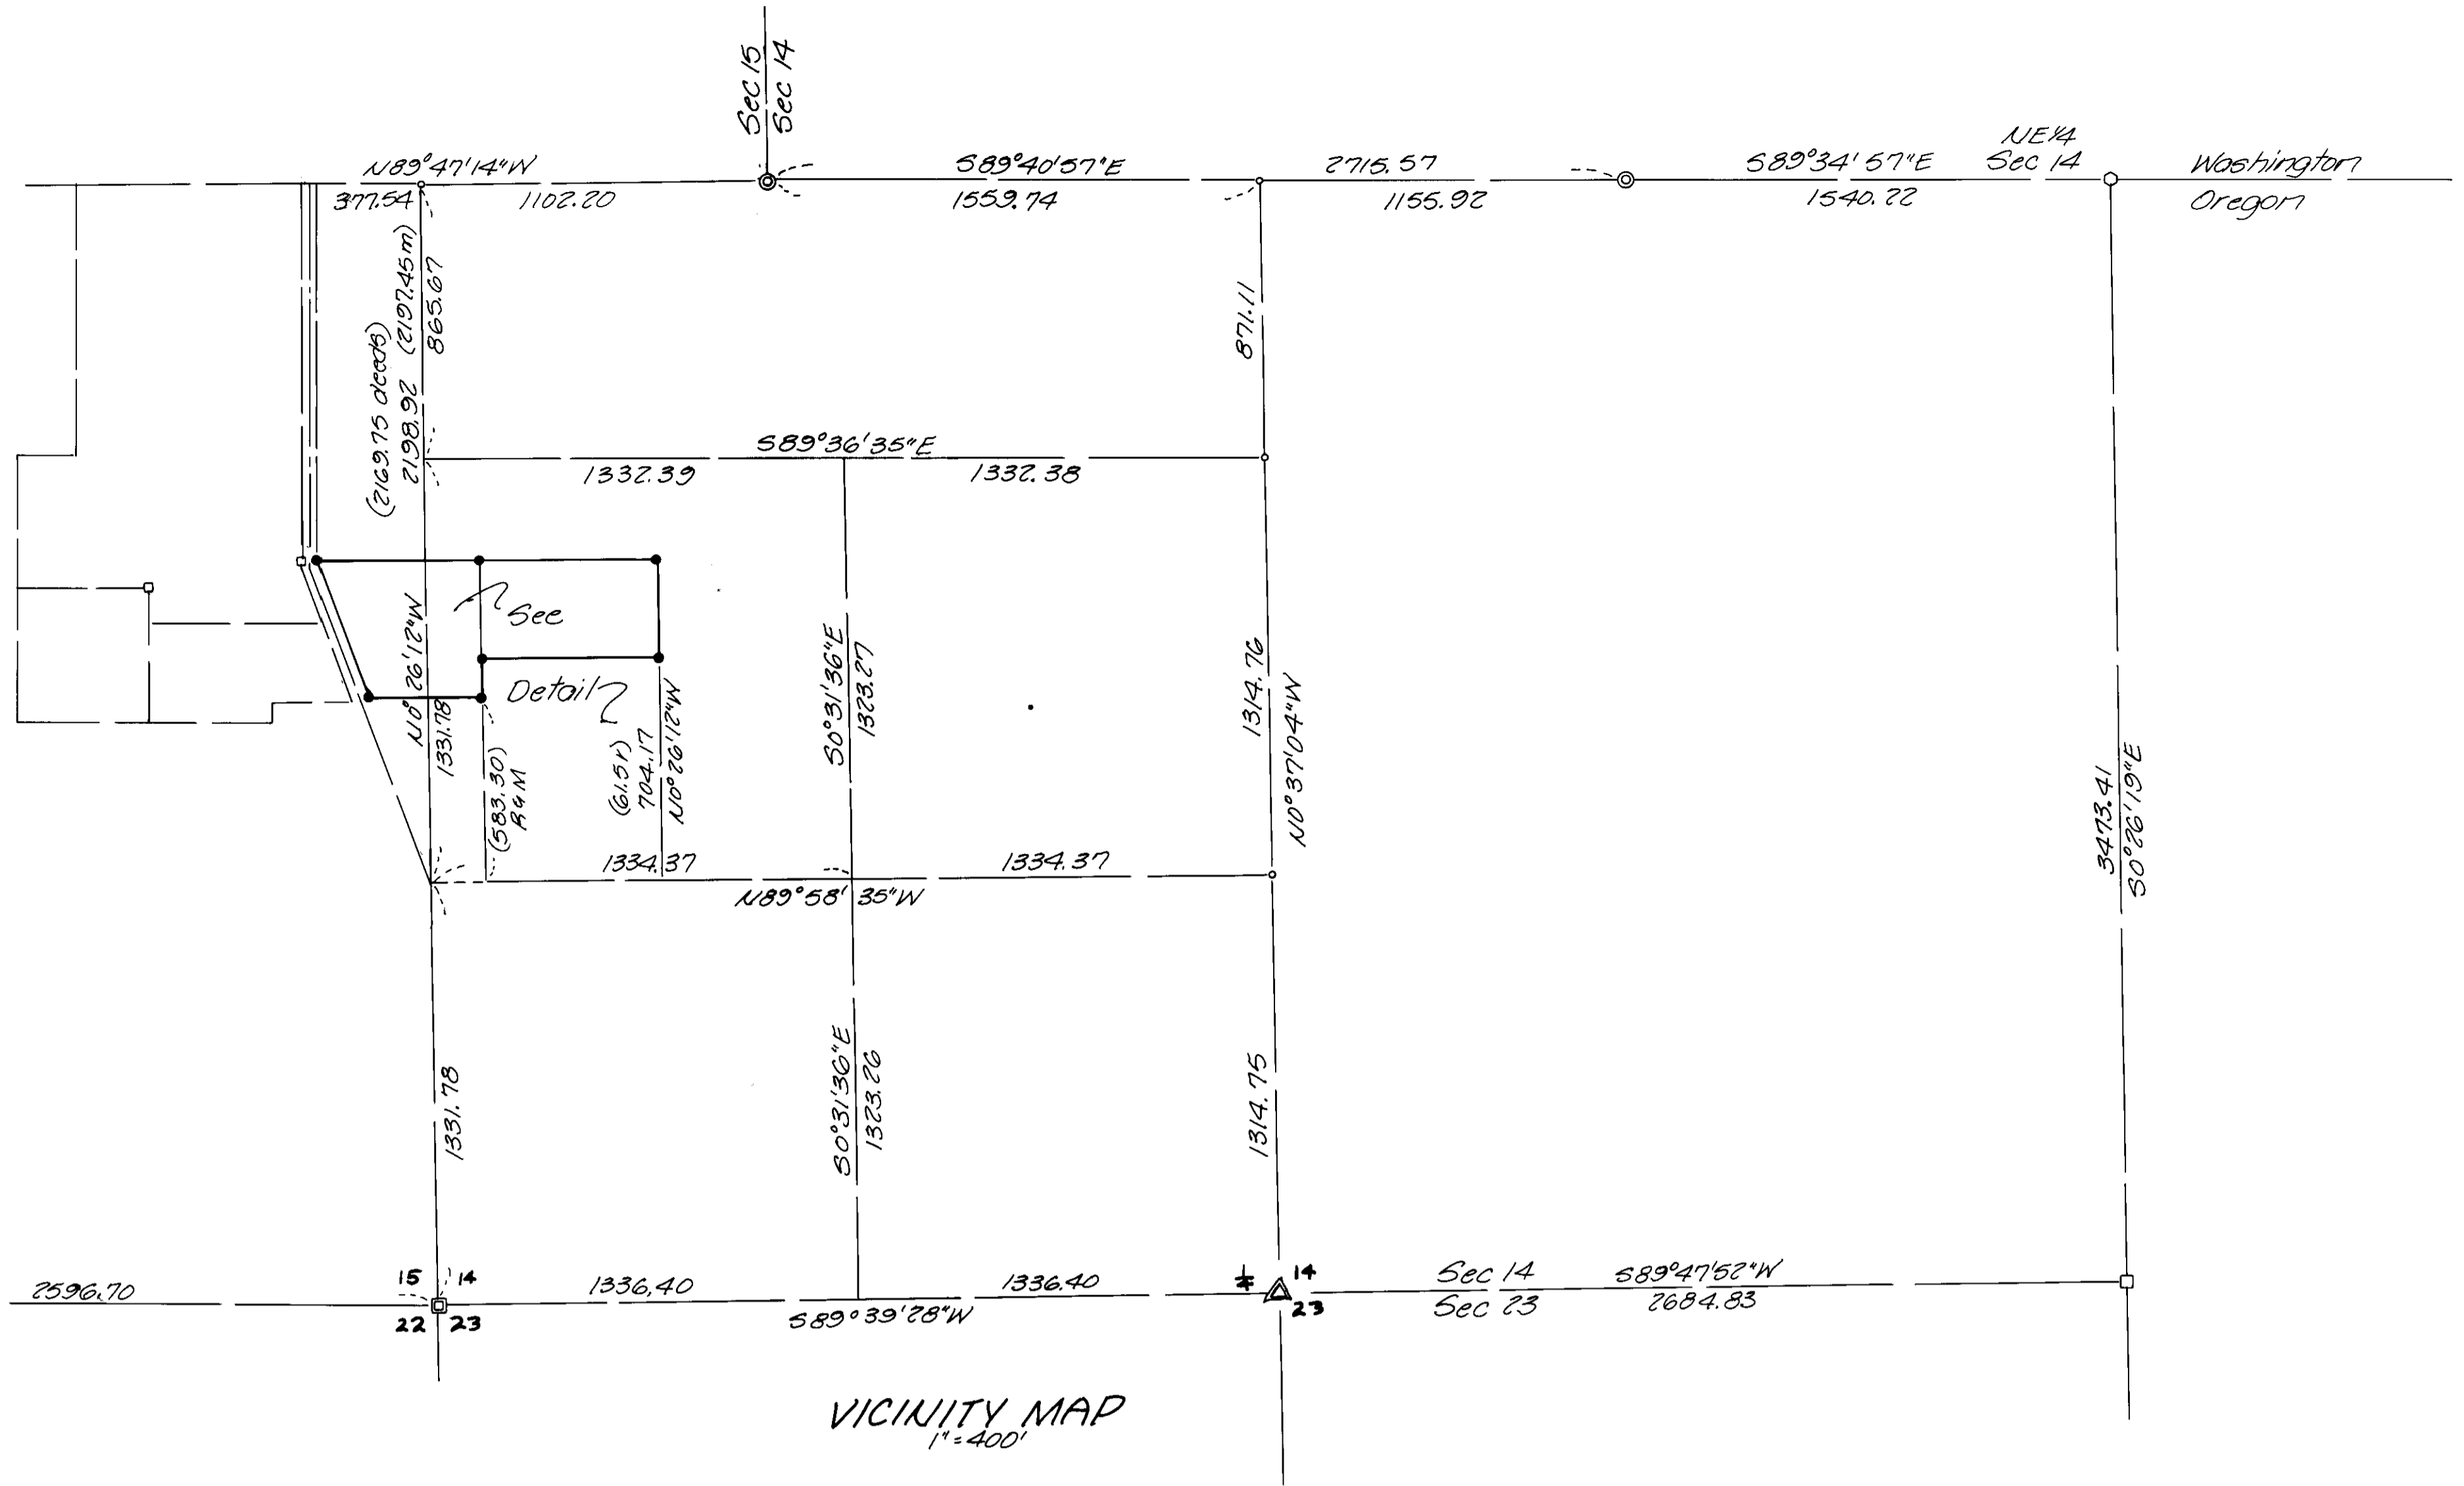 Sec 15
Sec 14
N89°47'14"W
377.54
1102.20
S89°40'57"E
1559.74
2715.57
1155.92
S89°34'57"E
1540.22
NE¼
Sec 14
Washington
Oregon
(2169.75 deeds)
2198.92 (2197.45m)
865.67
871.11
S89°36'35"E
1332.39
1332.38
See
Detail
N0°26'12"W
1331.78
(583.30)
R&M
(61.5r)
704.17
N0°26'12"W
S0°31'36"E
1323.27
1314.76
N0°37'04"W
3473.41
S0°26'19"E
1334.37
1334.37
N89°58'35"W
1331.78
S0°31'36"E
1323.26
1314.75
2596.70
15
14
22
23
1336.40
1336.40
S89°39'28"W
14
23
Sec 14
Sec 23
S89°47'52"W
2684.83
VICINITY MAP
1"=400'